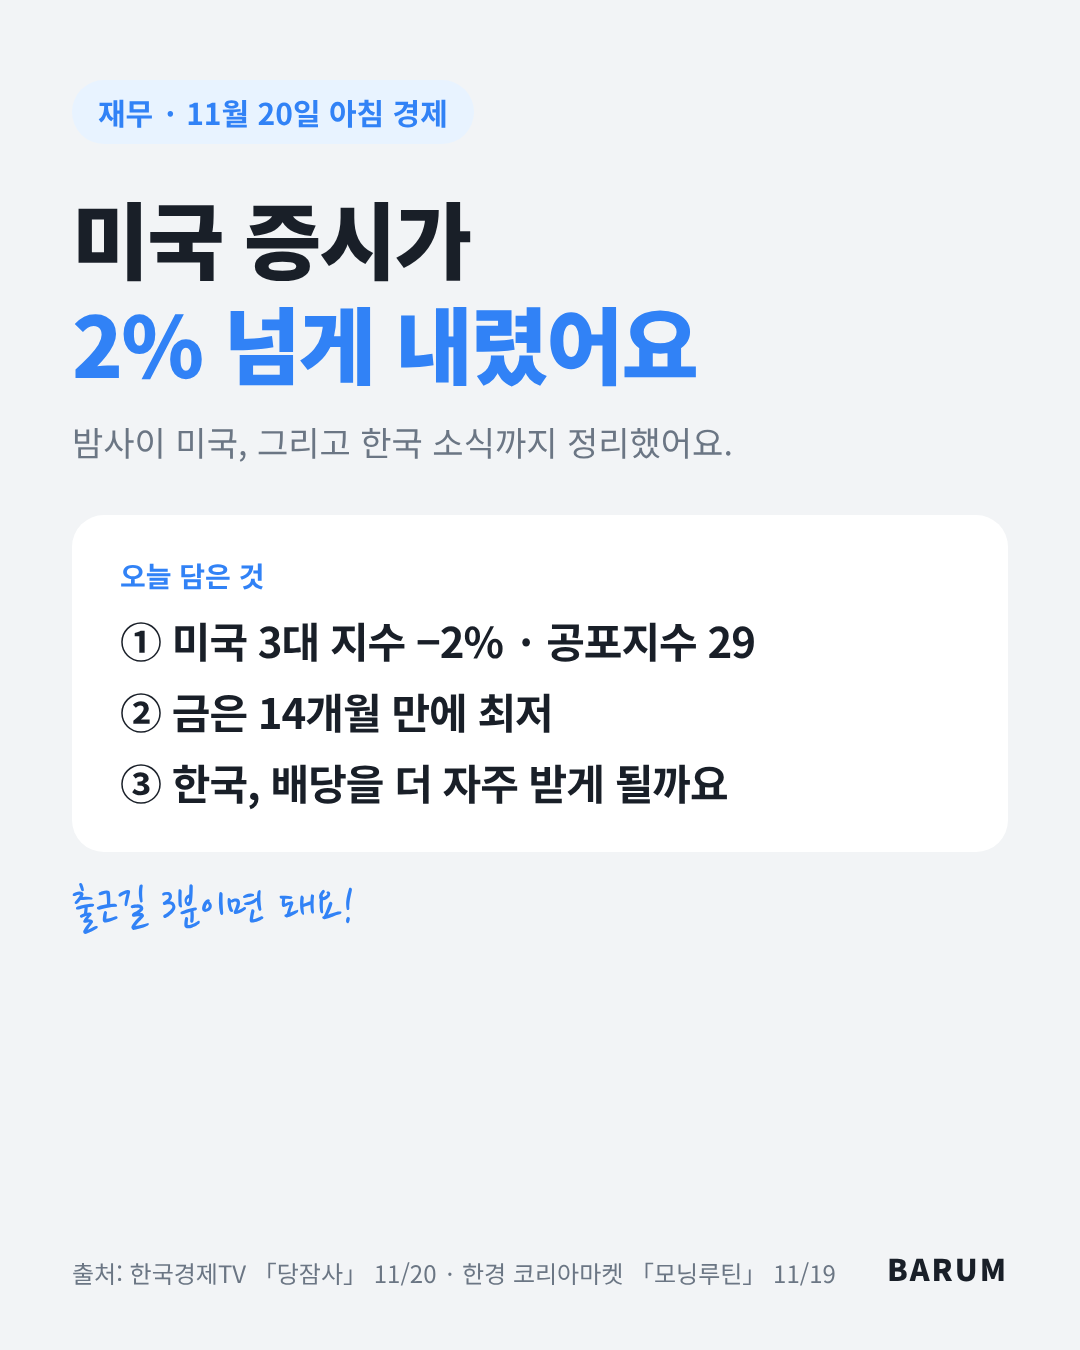 재무 · 11월 20일 아침 경제
미국 증시가
2% 넘게 내렸어요
밤사이 미국, 그리고 한국 소식까지 정리했어요.
오늘 담은 것
① 미국 3대 지수 −2% · 공포지수 29
② 금은 14개월 만에 최저
③ 한국, 배당을 더 자주 받게 될까요
출근길 3분이면 돼요!
출처: 한국경제TV 「당잠사」 11/20 · 한경 코리아마켓 「모닝루틴」 11/19
BARUM